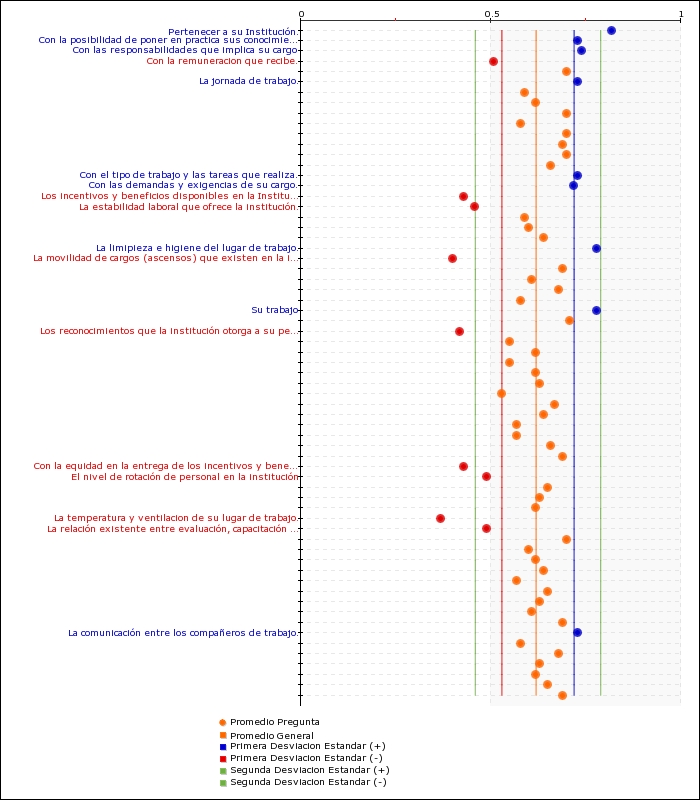 0 0.5 1
Pertenecer a su Institución.
Con la posibilidad de poner en práctica sus conocimie...
Con las responsabilidades que implica su cargo
Con la remuneracion que recibe.
La jornada de trabajo.
Con el tipo de trabajo y las tareas que realiza.
Con las demandas y exigencias de su cargo.
Los incentivos y beneficios disponibles en la Institu...
La estabilidad laboral que ofrece la institución.
La limipieza e higiene del lugar de trabajo.
La movilidad de cargos (ascensos) que existen en la i...
Su trabajo
Los reconocimientos que la institución otorga a su pe...
Con la equidad en la entrega de los incentivos y bene...
El nivel de rotación de personal en la institución
La temperatura y ventilacion de su lugar de trabajo.
La relación existente entre evaluación, capacitación ...
La comunicación entre los compañeros de trabajo.
Promedio Pregunta
Promedio General
Primera Desviacion Estandar (+)
Primera Desviacion Estandar (-)
Segunda Desviacion Estandar (+)
Segunda Desviacion Estandar (-)